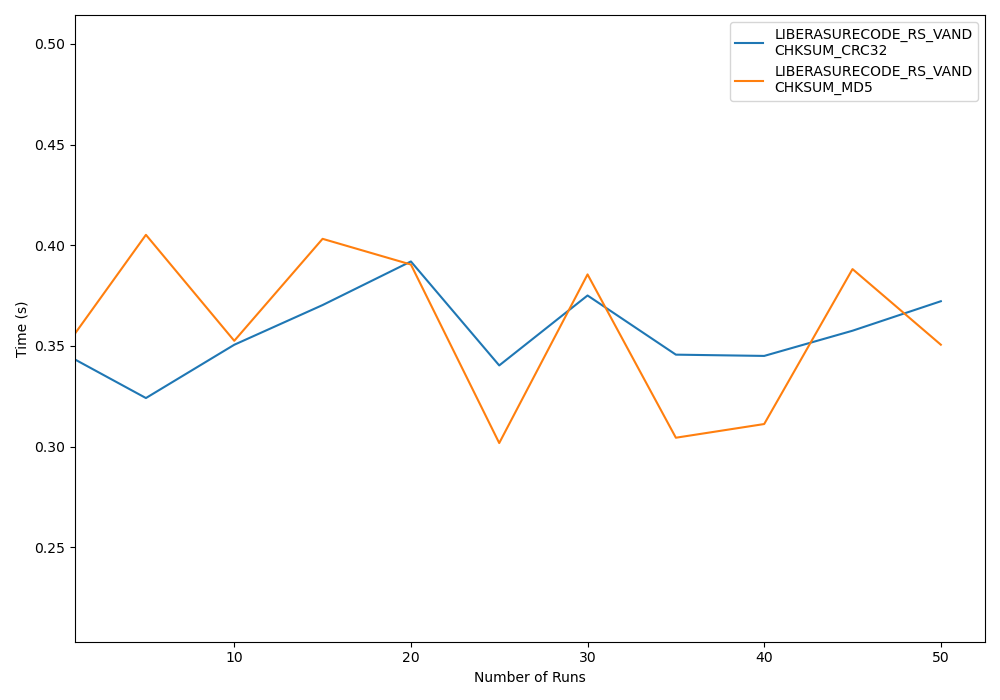 LIBERASURECODE_RS_VAND
CHKSUM_CRC32
LIBERASURECODE_RS_VAND
CHKSUM_MD5
0.50
0.45
0.40
0.35
0.30
0.25
Time (s)
10
20
30
40
50
Number of Runs